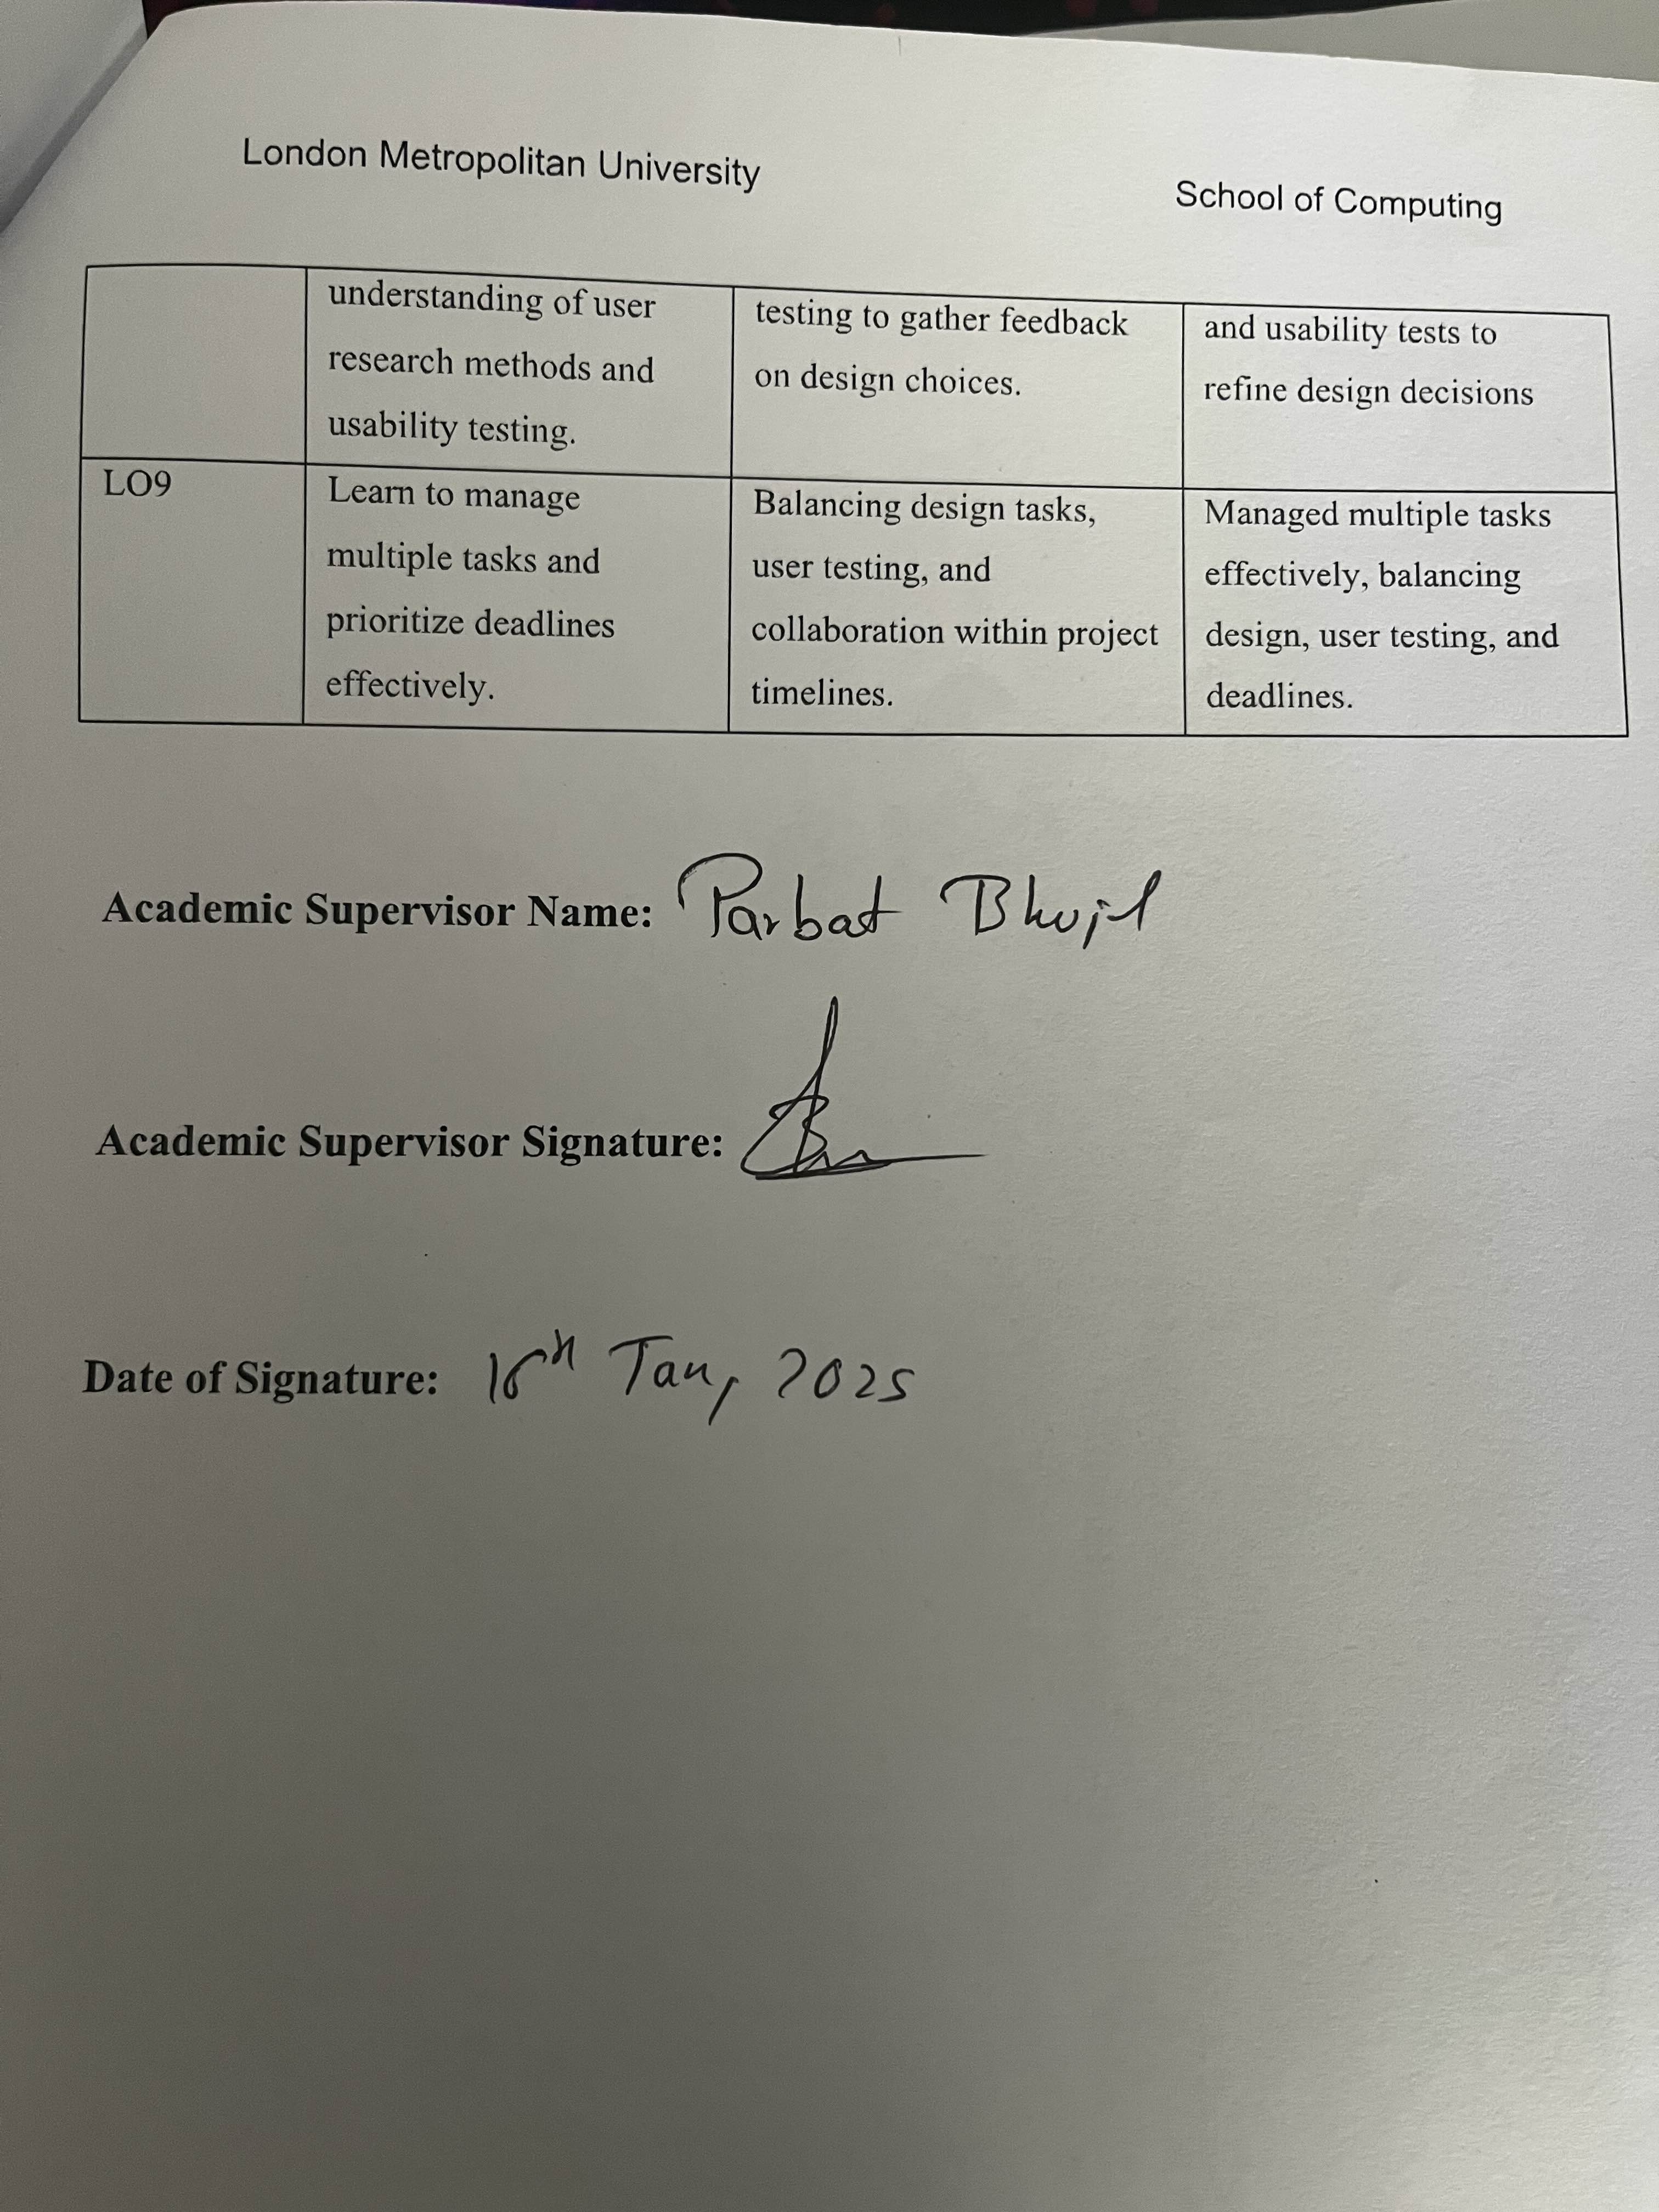 London Metropolitan University
School of Computing
understanding of user
research methods and
usability testing.
testing to gather feedback
on design choices.
and usability tests to
refine design decisions
LO9
Learn to manage
multiple tasks and
prioritize deadlines
effectively.
Balancing design tasks,
user testing, and
collaboration within project
timelines.
Managed multiple tasks
effectively, balancing
design, user testing, and
deadlines.
Academic Supervisor Name: Parbat
Academic Supervisor Signature:
Date of Signature: 16th Jan, 2025